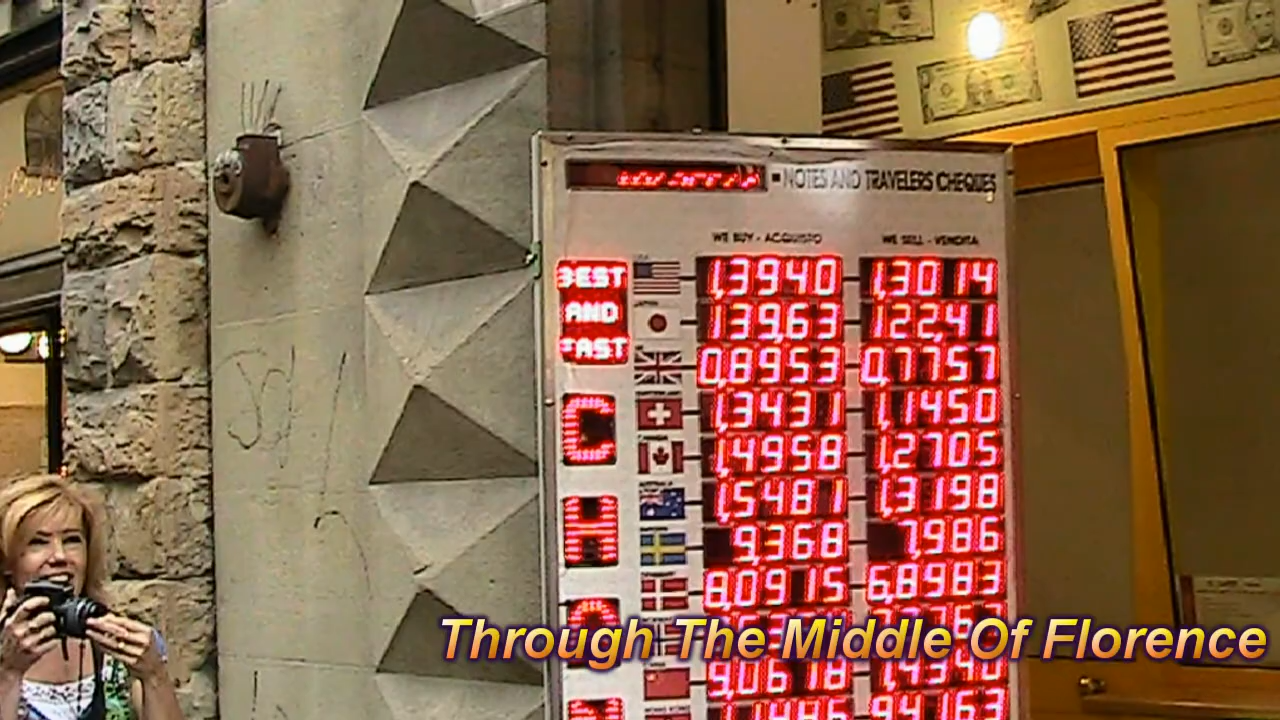 NOTES AND TRAVELERS CHEQUES
WE BUY - ACQUISTO WE SELL - VENDITA
BEST
AND
FAST
1,3940 1,3014
139,63 122,41
0,8953 0,7757
1,3431 1,1450
1,4958 1,2705
1,5481 1,3198
9,368 7,986
8,0915 6,8983
9,0618
C
H
Through The Middle Of Florence